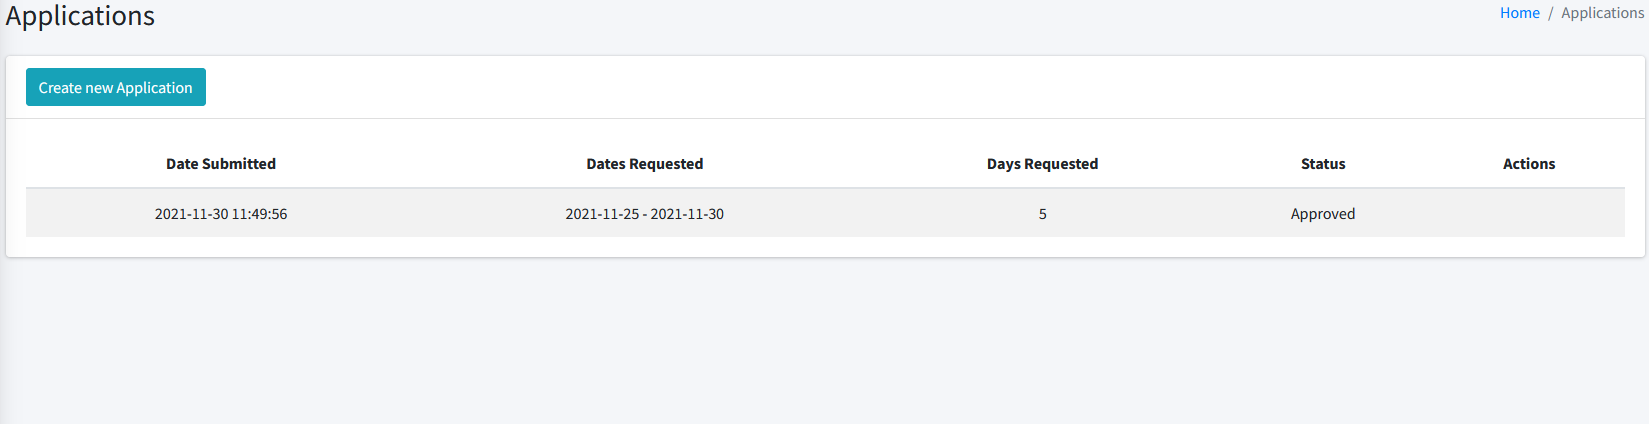 Applications
Home / Applications
Create new Application
Date Submitted Dates Requested Days Requested Status Actions
2021-11-30 11:49:56 2021-11-25 - 2021-11-30 5 Approved